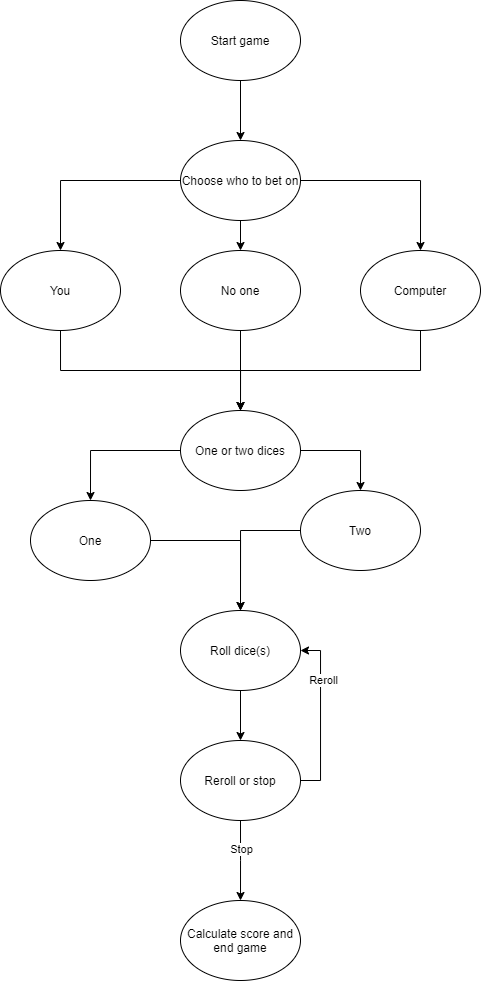 Start game
Choose who to bet on
You
No one
Computer
One or two dices
One
Two
Roll dice(s)
Reroll
Reroll or stop
Stop
Calculate score and
end game